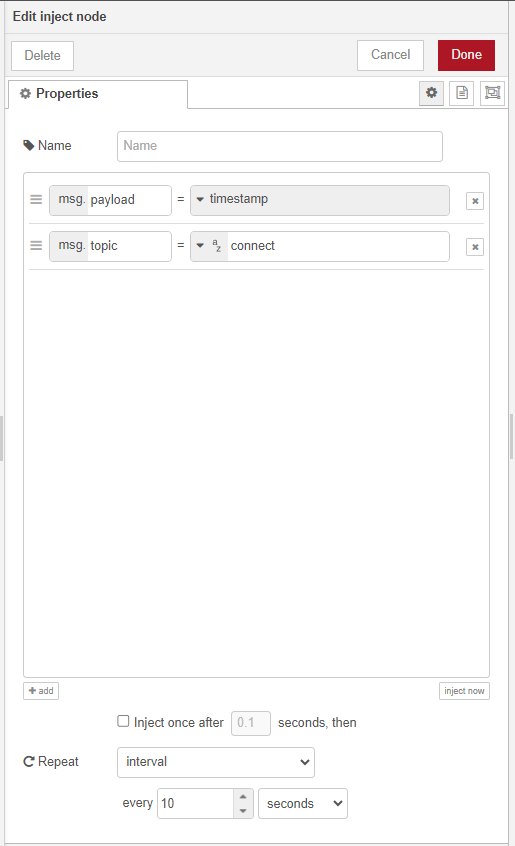 Edit inject node
Delete Cancel Done
Properties
Name Name
msg. payload = timestamp
msg. topic = az connect
add inject now
Inject once after 0.1 seconds, then
Repeat interval
every 10 seconds